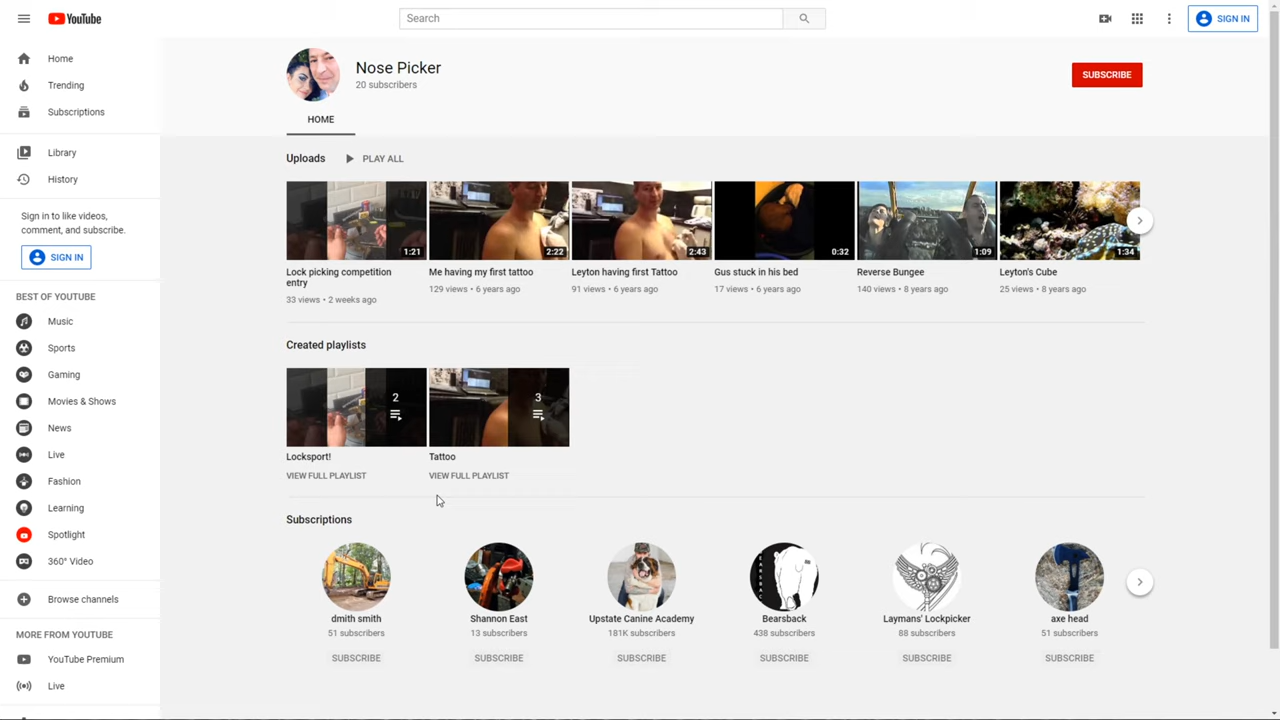 YouTube
Search
SIGN IN
Home
Trending
Subscriptions
Library
History
Sign in to like videos,
comment, and subscribe.
SIGN IN
BEST OF YOUTUBE
Music
Sports
Gaming
Movies & Shows
News
Live
Fashion
Learning
Spotlight
360° Video
Browse channels
MORE FROM YOUTUBE
YouTube Premium
Live
Nose Picker
20 subscribers
SUBSCRIBE
HOME
Uploads
PLAY ALL
1:21
Lock picking competition
entry
33 views • 2 weeks ago
2:22
Me having my first tattoo
129 views • 6 years ago
2:43
Leyton having first Tattoo
91 views • 6 years ago
0:32
Gus stuck in his bed
17 views • 6 years ago
1:09
Reverse Bungee
140 views • 8 years ago
1:34
Leyton's Cube
25 views • 8 years ago
Created playlists
2
Locksport!
VIEW FULL PLAYLIST
3
Tattoo
VIEW FULL PLAYLIST
Subscriptions
dmith smith
51 subscribers
SUBSCRIBE
Shannon East
13 subscribers
SUBSCRIBE
Upstate Canine Academy
181K subscribers
SUBSCRIBE
BEARSAC
Bearsback
438 subscribers
SUBSCRIBE
Laymans' Lockpicker
88 subscribers
SUBSCRIBE
axe head
51 subscribers
SUBSCRIBE